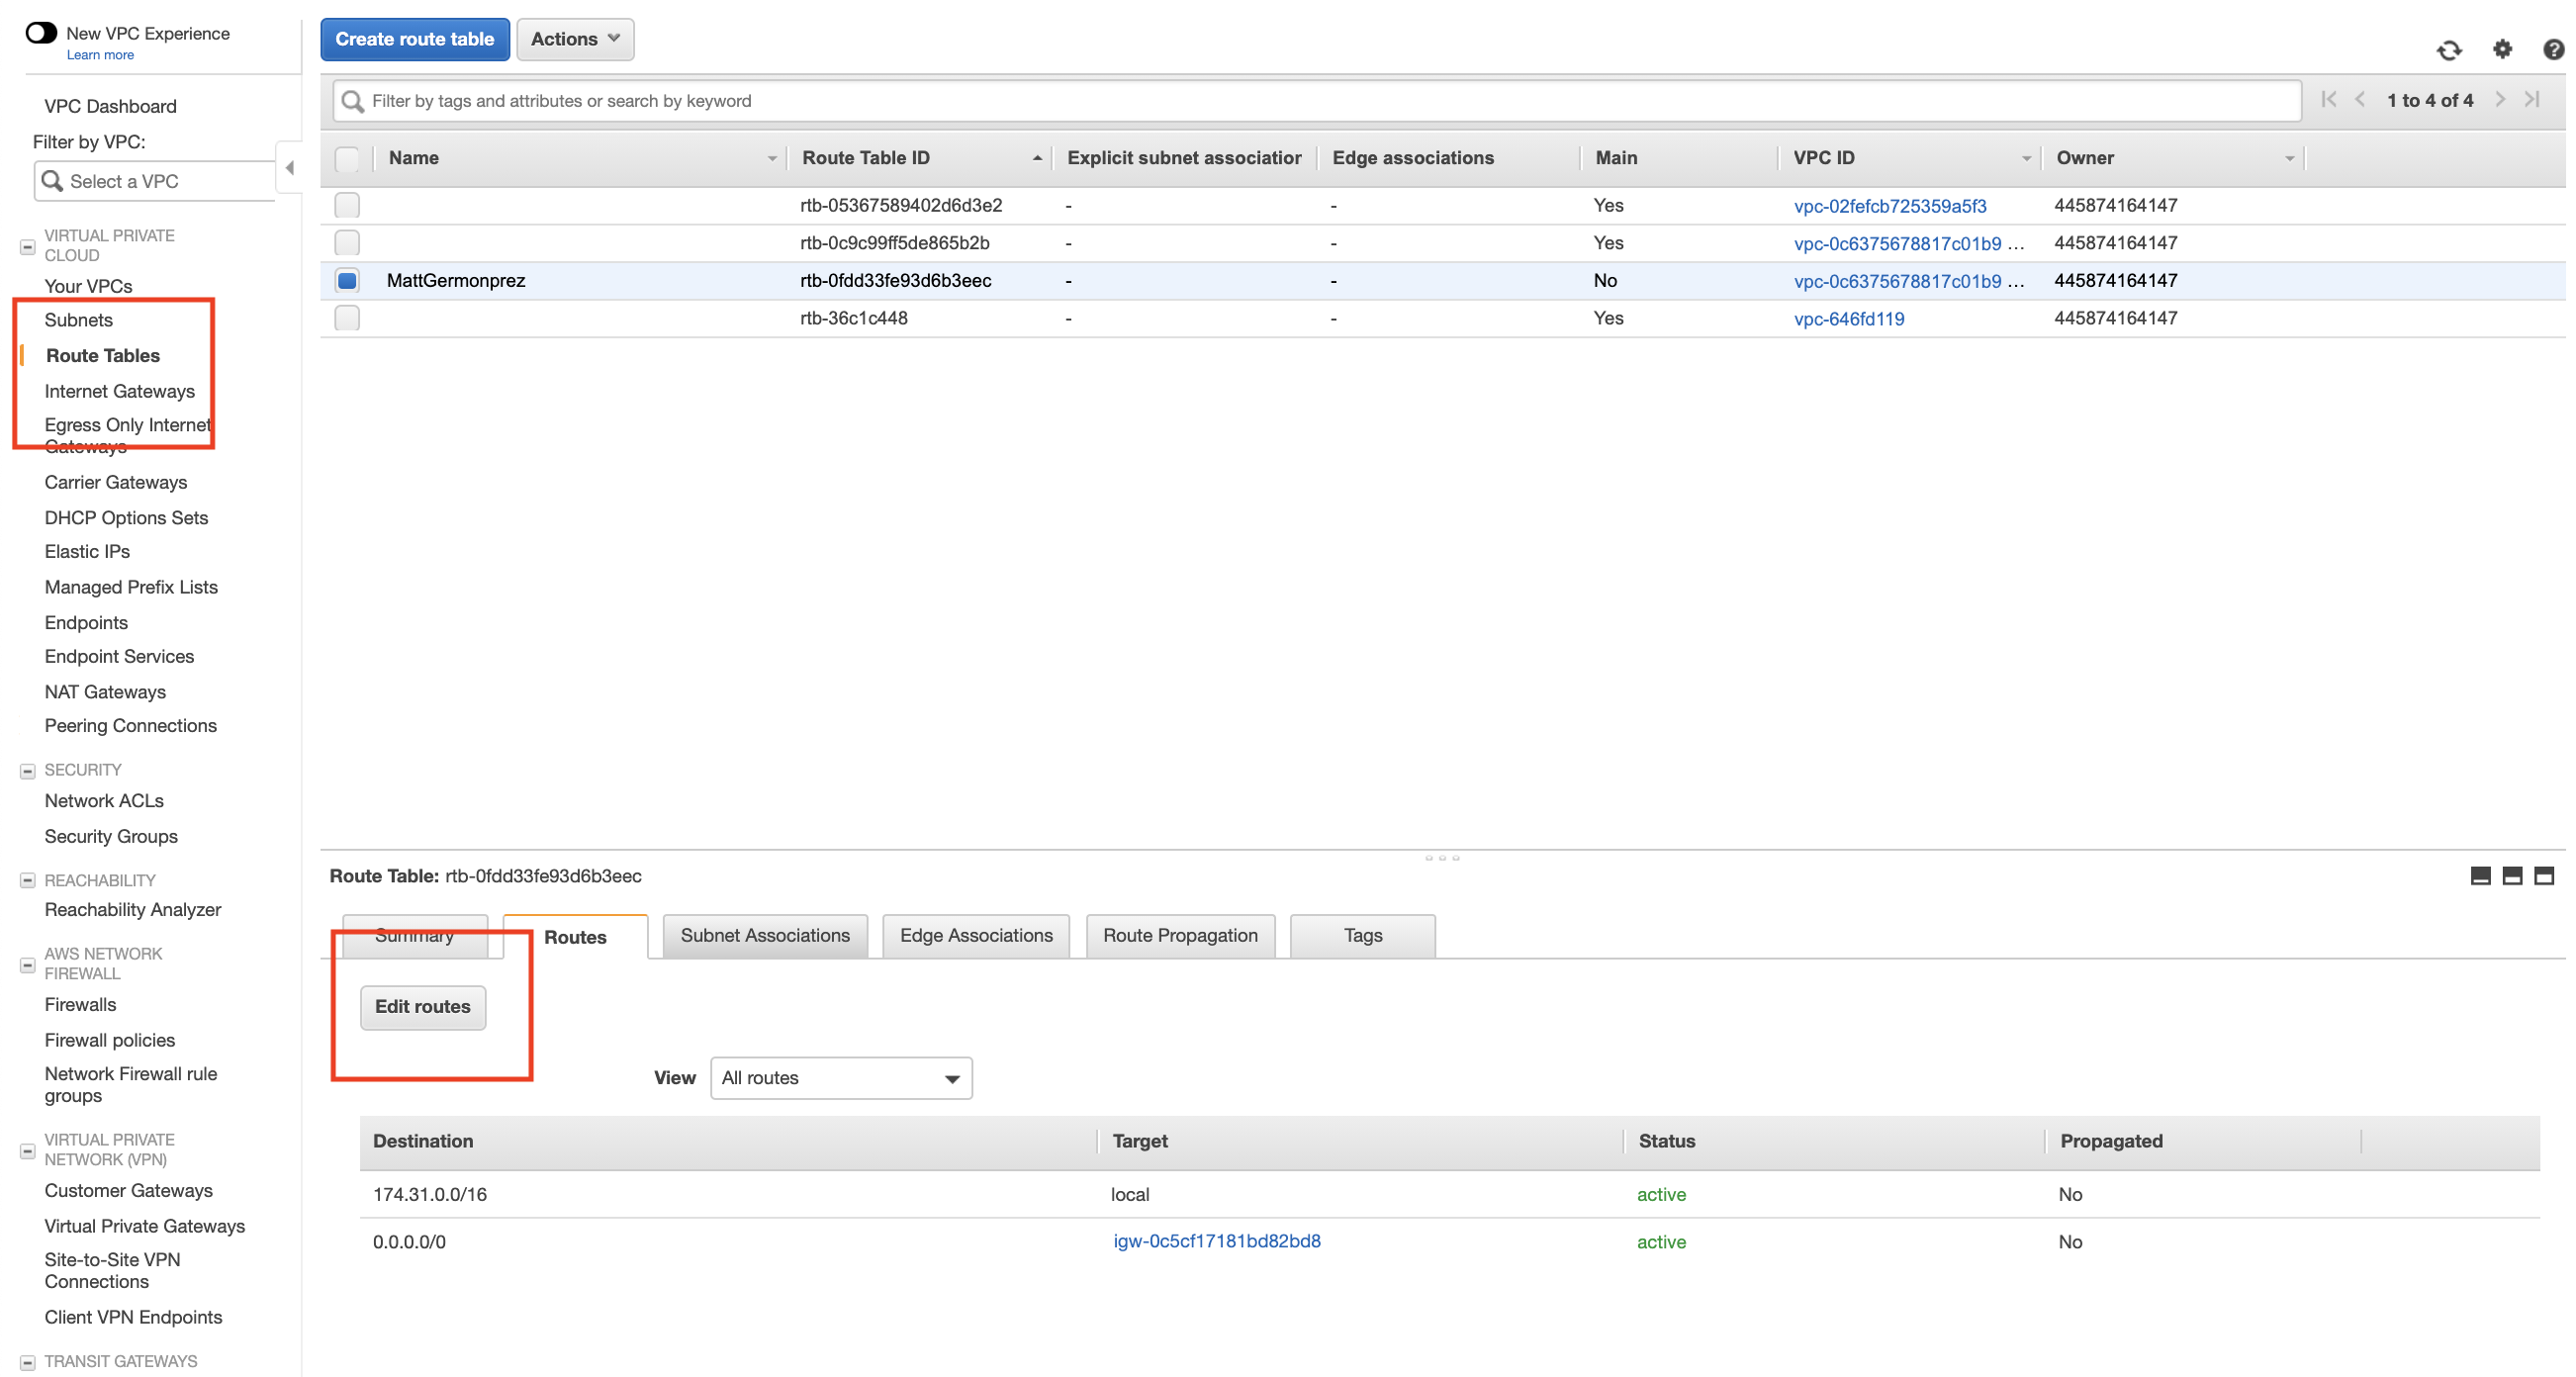 New VPC Experience
Learn more
VPC Dashboard
Filter by VPC:
Select a VPC
VIRTUAL PRIVATE
CLOUD
Your VPCs
Subnets
Route Tables
Internet Gateways
Egress Only Internet
Gateways
Carrier Gateways
DHCP Options Sets
Elastic IPs
Managed Prefix Lists
Endpoints
Endpoint Services
NAT Gateways
Peering Connections
SECURITY
Network ACLs
Security Groups
REACHABILITY
Reachability Analyzer
AWS NETWORK
FIREWALL
Firewalls
Firewall policies
Network Firewall rule
groups
VIRTUAL PRIVATE
NETWORK (VPN)
Customer Gateways
Virtual Private Gateways
Site-to-Site VPN
Connections
Client VPN Endpoints
TRANSIT GATEWAYS
Create route table Actions
Filter by tags and attributes or search by keyword 1 to 4 of 4
Name Route Table ID Explicit subnet association Edge associations Main VPC ID Owner
rtb-05367589402d6d3e2 - - Yes vpc-02fefcb725359a5f3 445874164147
rtb-0c9c99ff5de865b2b - - Yes vpc-0c6375678817c01b9 ... 445874164147
MattGermonprez rtb-0fdd33fe93d6b3eec - - No vpc-0c6375678817c01b9 ... 445874164147
rtb-36c1c448 - - Yes vpc-646fd119 445874164147
Route Table: rtb-0fdd33fe93d6b3eec
Summary Routes Subnet Associations Edge Associations Route Propagation Tags
Edit routes
View All routes
Destination Target Status Propagated
174.31.0.0/16 local active No
0.0.0.0/0 igw-0c5cf17181bd82bd8 active No